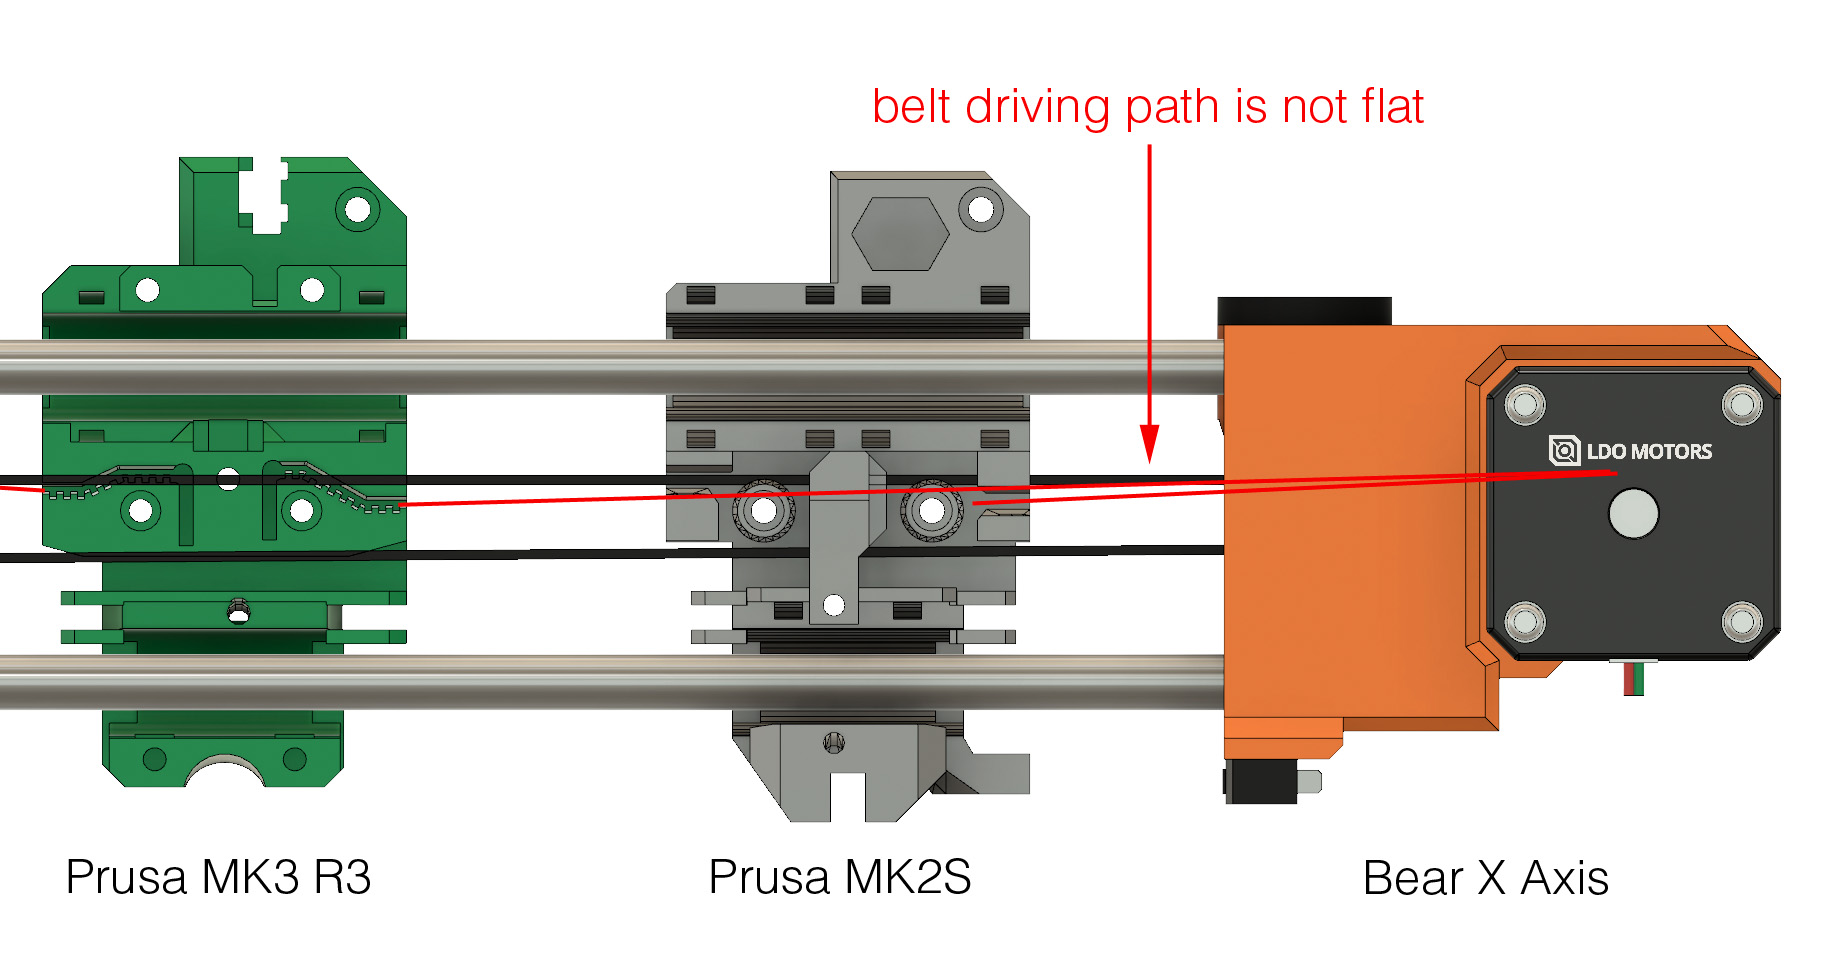 belt driving path is not flat
LDO MOTORS
Prusa MK3 R3
Prusa MK2S
Bear X Axis